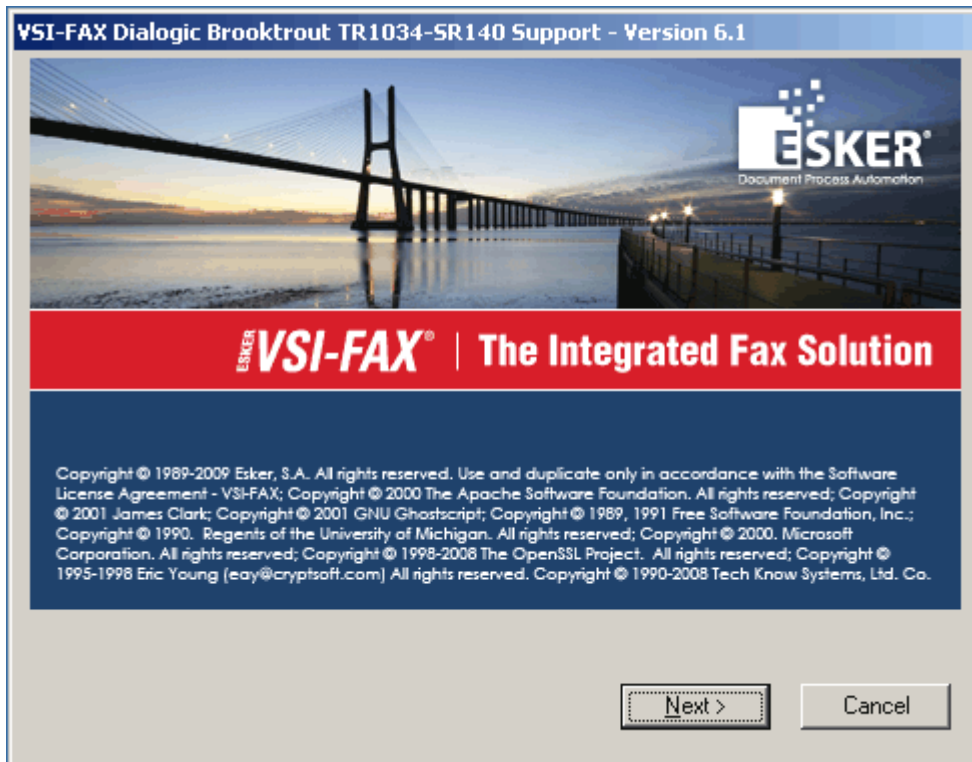 VSI-FAX Dialogic Brooktrout TR1034-SR140 Support - Version 6.1
ESKER®
Document Process Automation
ESKER VSI-FAX® | The Integrated Fax Solution
Copyright © 1989-2009 Esker, S.A. All rights reserved. Use and duplicate only in accordance with the Software
License Agreement - VSI-FAX; Copyright © 2000 The Apache Software Foundation. All rights reserved; Copyright
© 2001 James Clark; Copyright © 2001 GNU Ghostscript; Copyright © 1989, 1991 Free Software Foundation, Inc.;
Copyright © 1990. Regents of the University of Michigan. All rights reserved; Copyright © 2000. Microsoft
Corporation. All rights reserved; Copyright © 1998-2008 The OpenSSL Project. All rights reserved; Copyright ©
1995-1998 Eric Young (eay@cryptsoft.com) All rights reserved. Copyright © 1990-2008 Tech Know Systems, Ltd. Co.
Next > Cancel